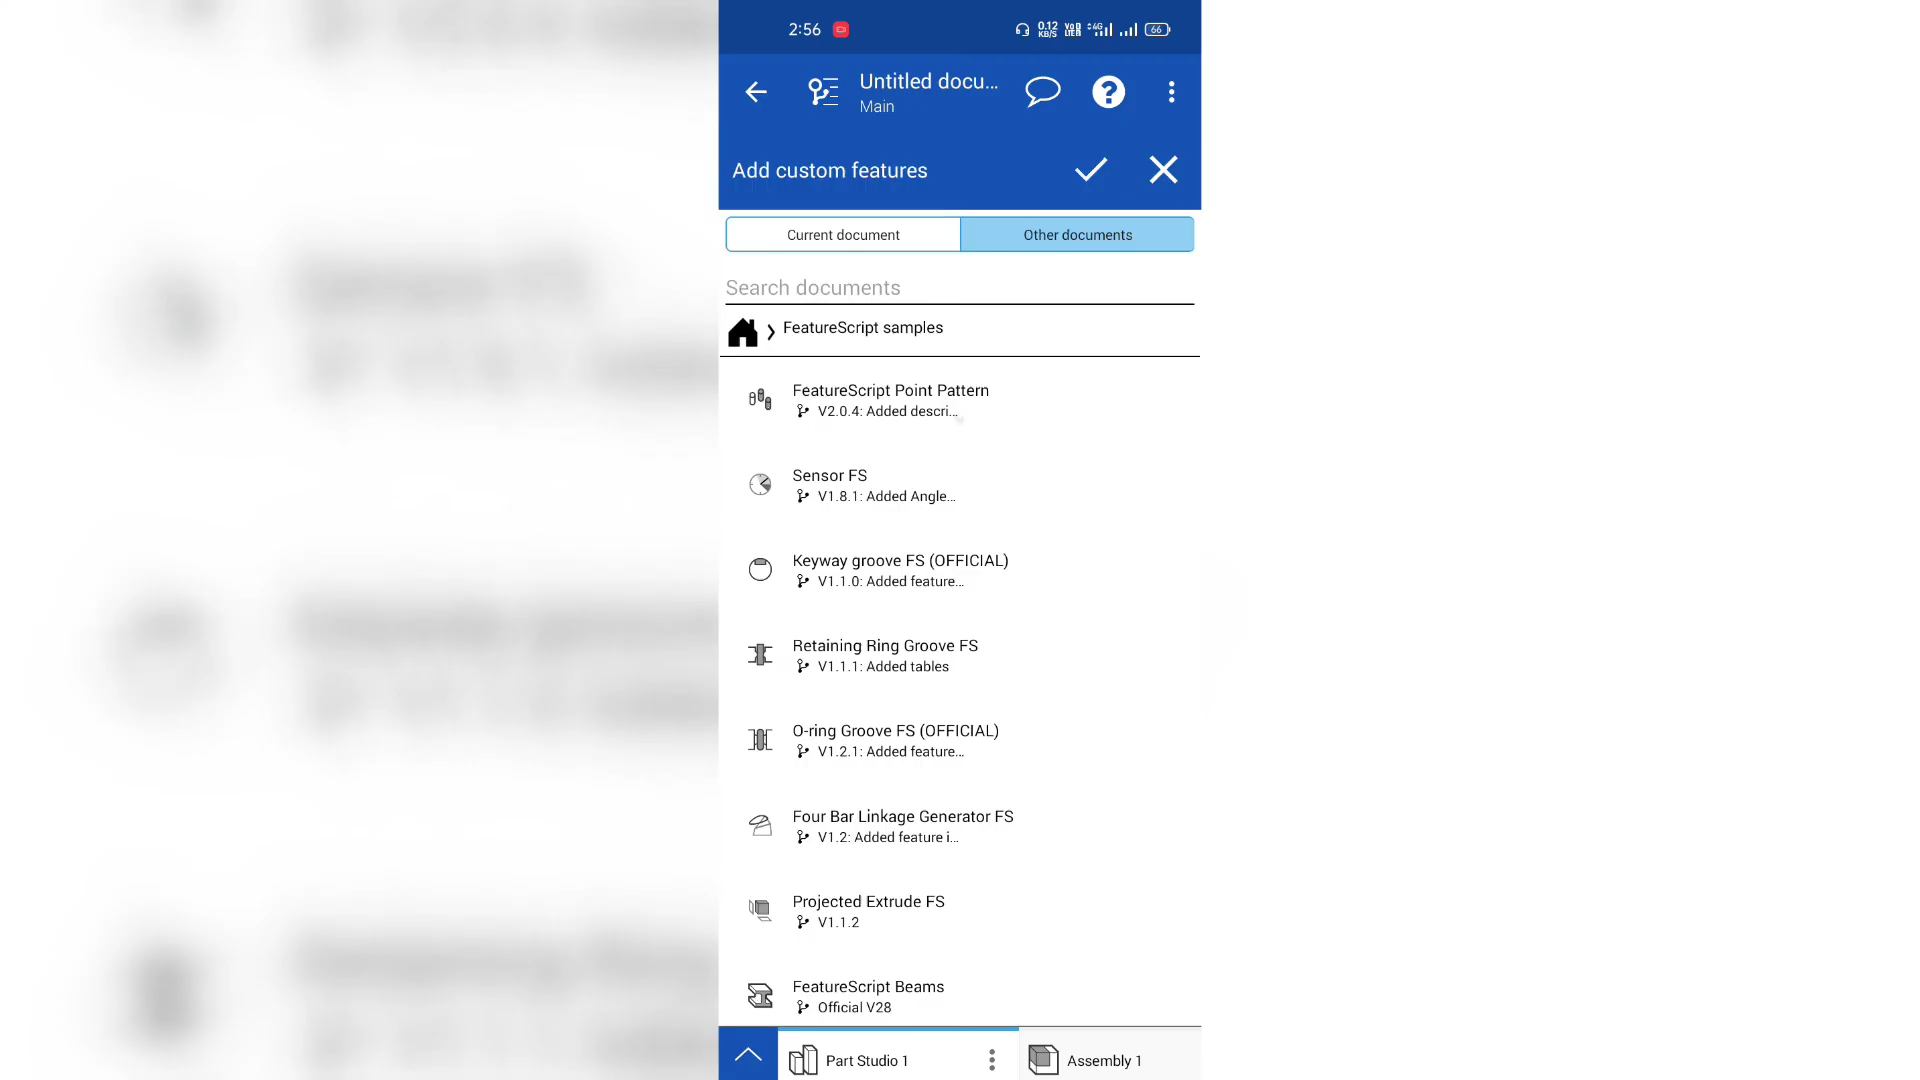 2:56
0.12 KB/S Vo LTE 4G 66
Untitled docu...
Main
Add custom features
Current document
Other documents
Search documents
FeatureScript samples
FeatureScript Point Pattern
V2.0.4: Added descri...
Sensor FS
V1.8.1: Added Angle...
Keyway groove FS (OFFICIAL)
V1.1.0: Added feature...
Retaining Ring Groove FS
V1.1.1: Added tables
O-ring Groove FS (OFFICIAL)
V1.2.1: Added feature...
Four Bar Linkage Generator FS
V1.2: Added feature i...
Projected Extrude FS
V1.1.2
FeatureScript Beams
Official V28
Part Studio 1
Assembly 1